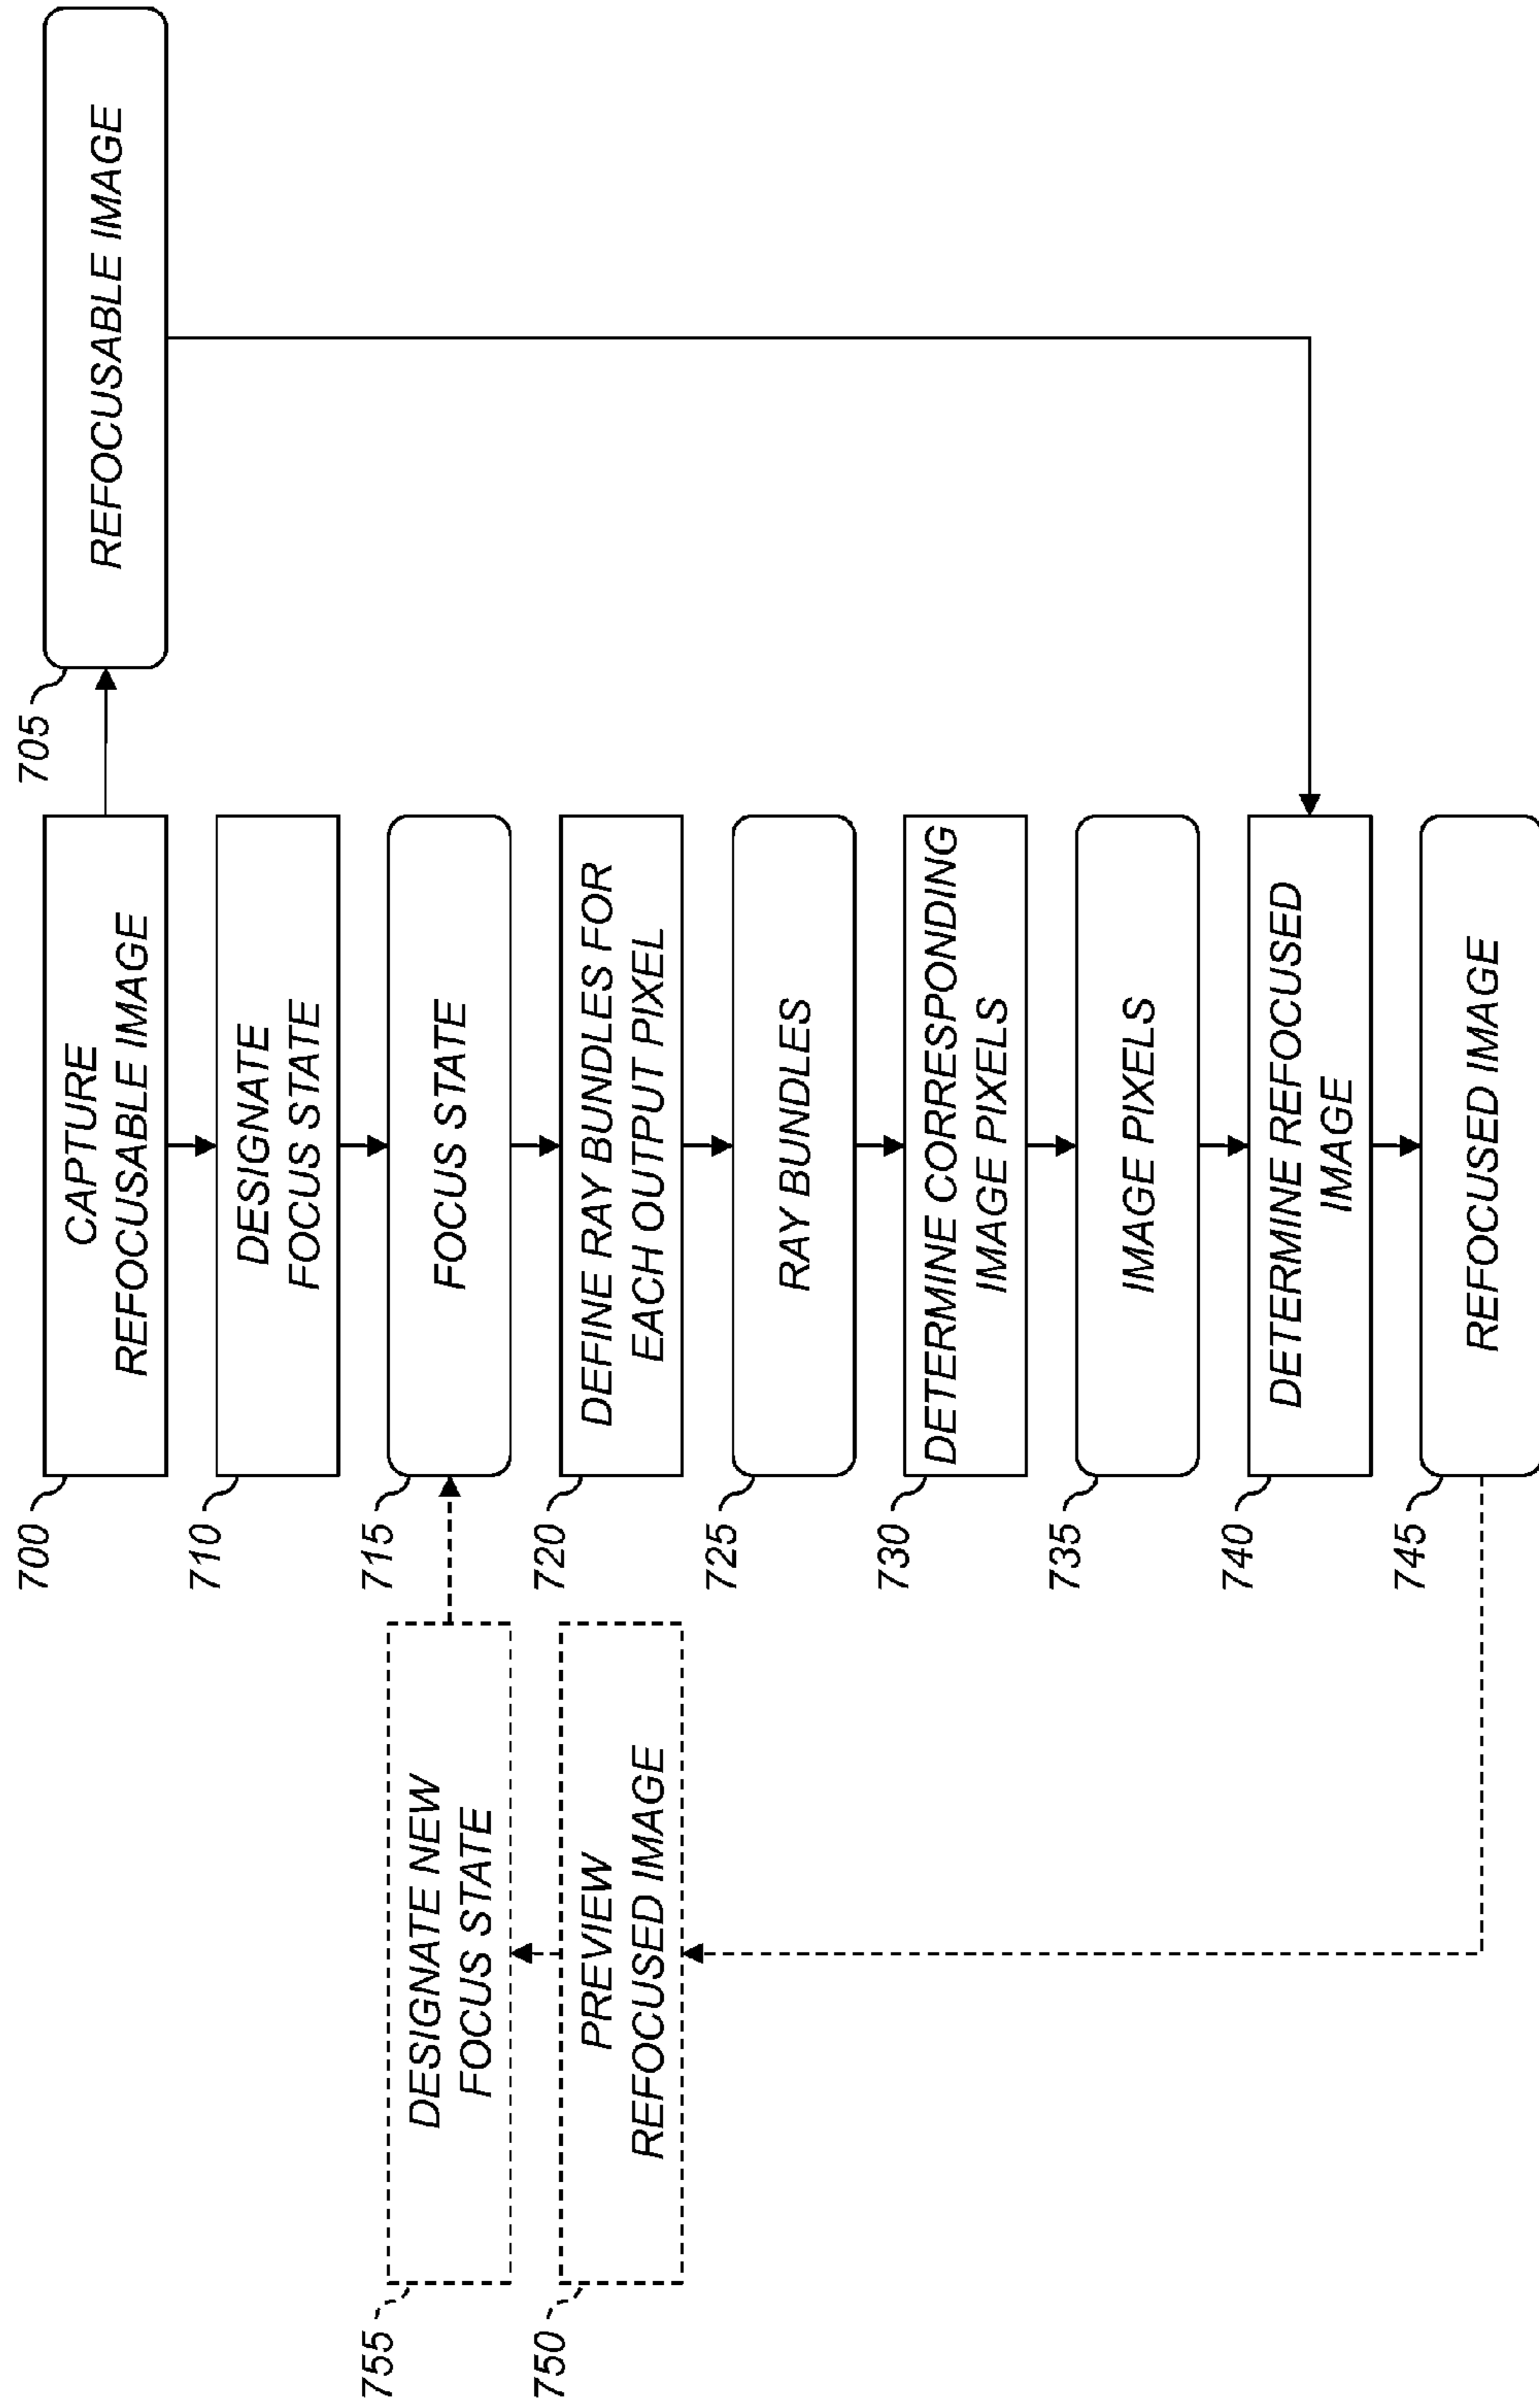 700
CAPTURE
REFOCUSABLE IMAGE
705
REFOCUSABLE IMAGE
710
DESIGNATE
FOCUS STATE
715
FOCUS STATE
720
DEFINE RAY BUNDLES FOR
EACH OUTPUT PIXEL
725
RAY BUNDLES
730
DETERMINE CORRESPONDING
IMAGE PIXELS
735
IMAGE PIXELS
740
DETERMINE REFOCUSED
IMAGE
745
REFOCUSED IMAGE
750
PREVIEW
REFOCUSED IMAGE
755
DESIGNATE NEW
FOCUS STATE